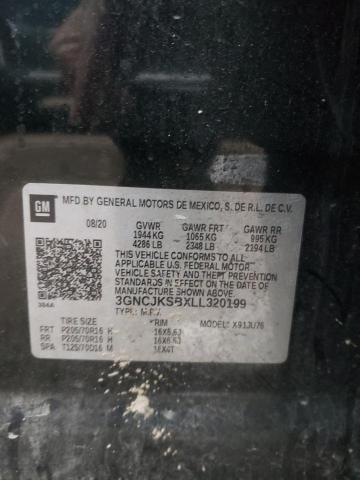 GM
MFD BY GENERAL MOTORS DE MEXICO, S. DE R.L. DE C.V.
08/20 GVWR GAWR FRT GAWR RR
1944 KG 1065 KG 995 KG
4286 LB 2348 LB 2194 LB
THIS VEHICLE CONFORMS TO ALL APPLICABLE
U.S. FEDERAL MOTOR VEHICLE SAFETY, BUMPER, AND
THEFT PREVENTION STANDARDS IN EFFECT ON
THE DATE OF MANUFACTURE SHOWN ABOVE.
3GNCJKSBXLL320199
TYPE: M.P.V. MODEL: X91JU76
TIRE SIZE RIM
FRT P205/70R16 H 16X6.5J
RR P205/70R16 H 16X6.5J
SPA T125/70D16 M 16X4T